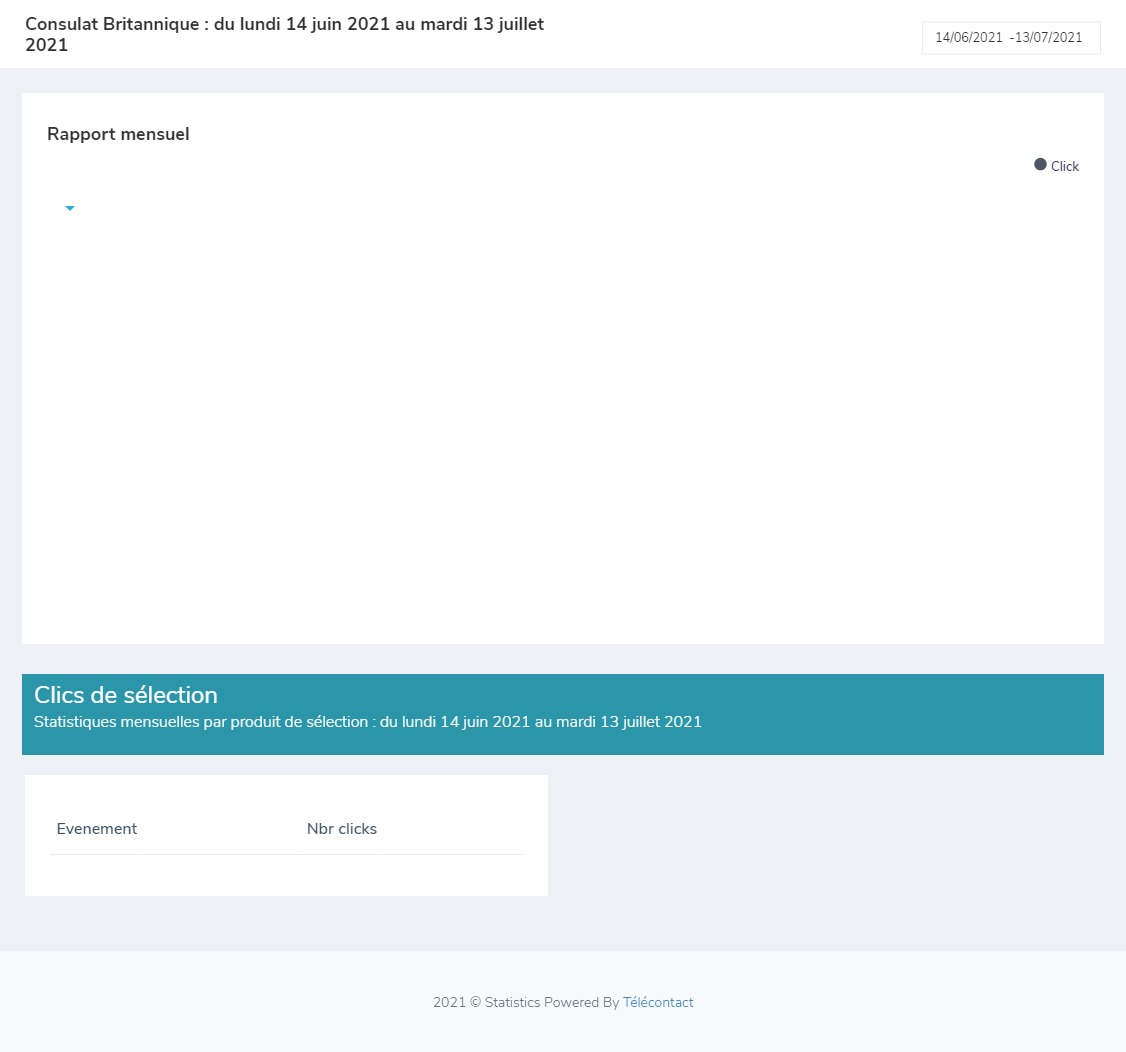 Consulat Britannique : du lundi 14 juin 2021 au mardi 13 juillet
2021
14/06/2021 -13/07/2021
Rapport mensuel
Click
Clics de sélection
Statistiques mensuelles par produit de sélection : du lundi 14 juin 2021 au mardi 13 juillet 2021
Evenement Nbr clicks
2021 © Statistics Powered By Télécontact